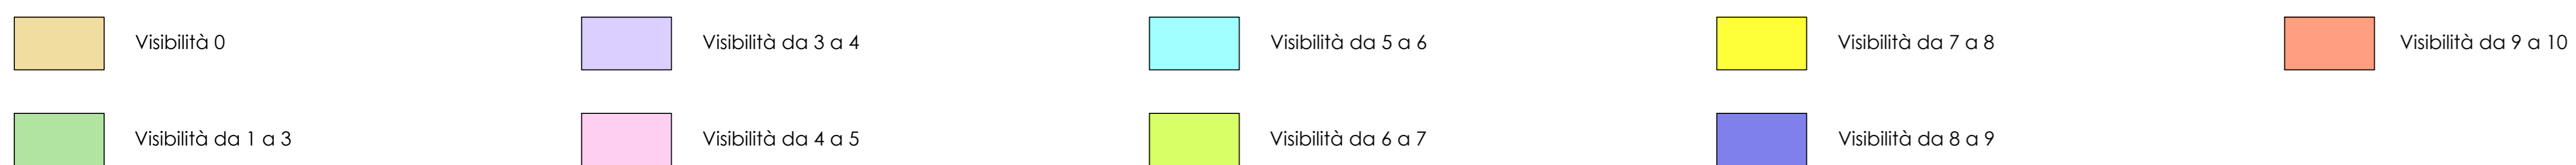 Visibilità 0
Visibilità da 1 a 3
Visibilità da 3 a 4
Visibilità da 4 a 5
Visibilità da 5 a 6
Visibilità da 6 a 7
Visibilità da 7 a 8
Visibilità da 8 a 9
Visibilità da 9 a 10